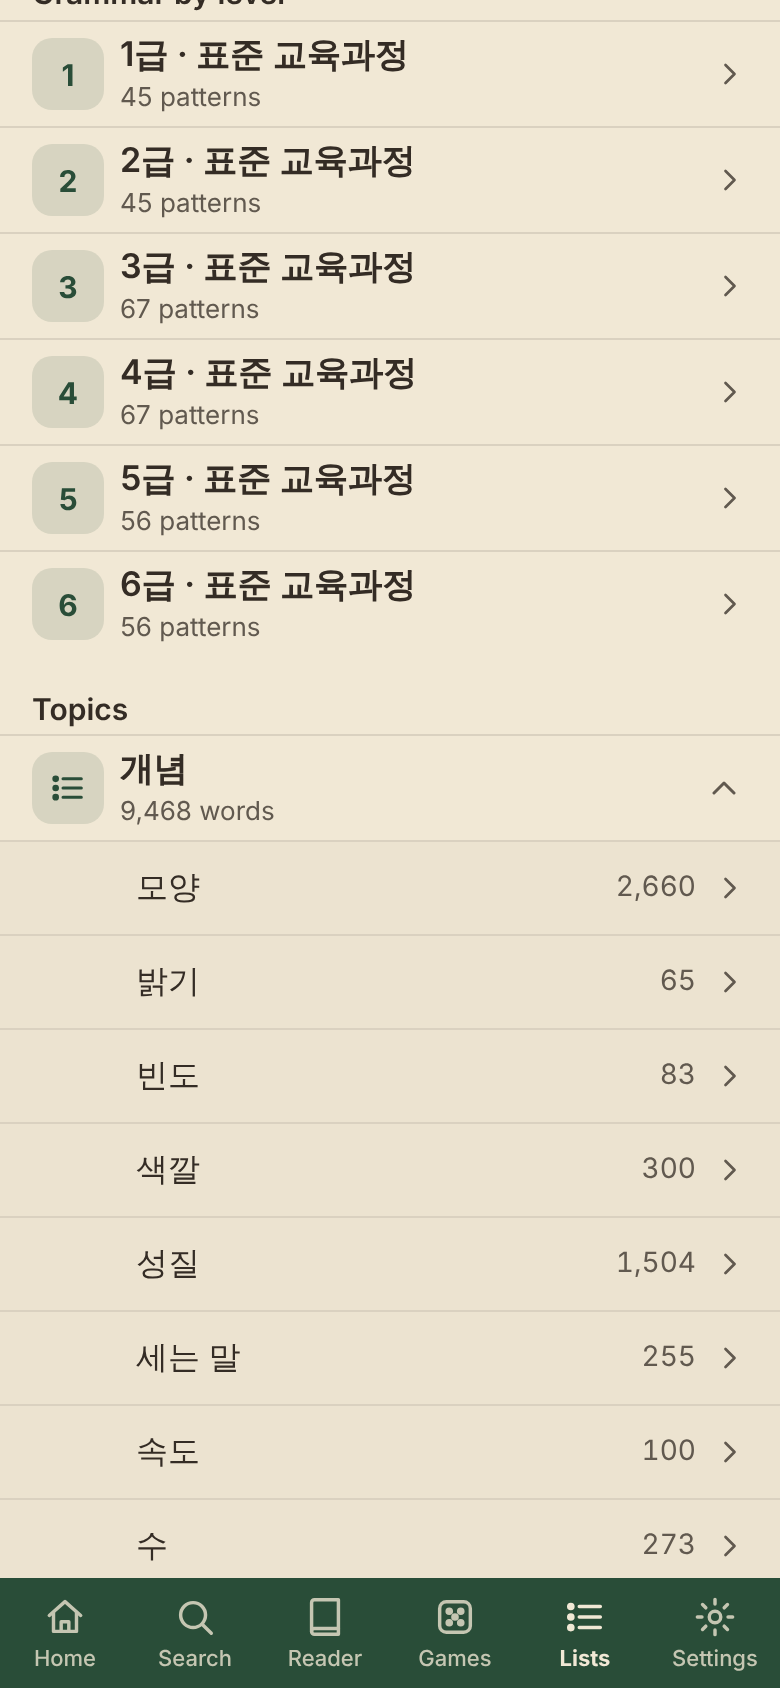 Grammar by level
1
1급 · 표준 교육과정
45 patterns
2
2급 · 표준 교육과정
45 patterns
3
3급 · 표준 교육과정
67 patterns
4
4급 · 표준 교육과정
67 patterns
5
5급 · 표준 교육과정
56 patterns
6
6급 · 표준 교육과정
56 patterns
Topics
개념
9,468 words
모양 2,660
밝기 65
빈도 83
색깔 300
성질 1,504
세는 말 255
속도 100
수 273
Home Search Reader Games Lists Settings